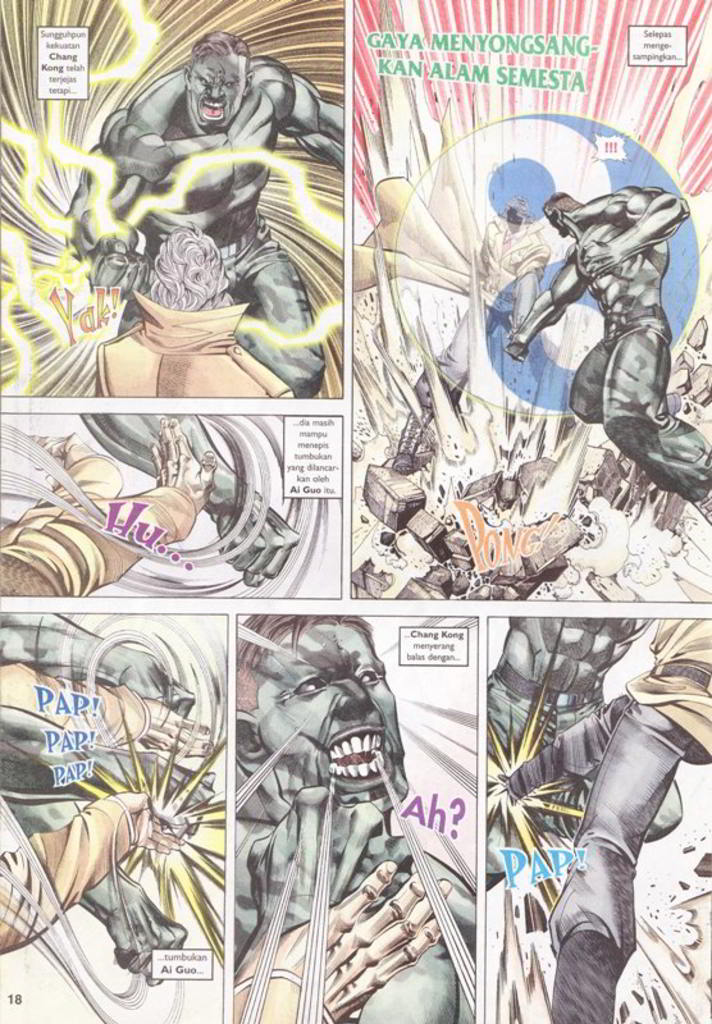 Sungguhpun
kekuatan
Chang
Kong telah
terjejas
tetapi...
Yak!
...dia masih
mampu
menepis
tumbukan
yang dilancar-
kan oleh
Ai Guo itu.
Hu...
Selepas
menge-
sampingkan...
GAYA MENYONGSANG-
KAN ALAM SEMESTA
!!!
PONG!
PAP!
PAP!
PAP!
...tumbukan
Ai Guo...
...Chang Kong
menyerang
balas dengan...
Ah?
PAP!
18